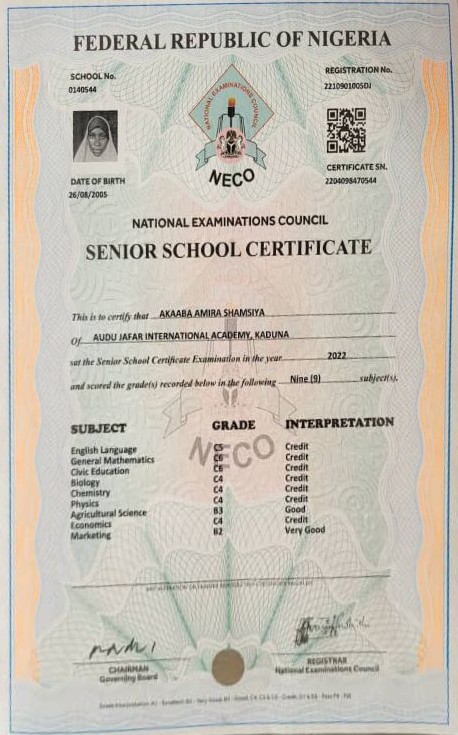 FEDERAL REPUBLIC OF NIGERIA
SCHOOL No.
0140544
REGISTRATION No.
2210901005DJ
NATIONAL EXAMINATIONS COUNCIL
NECO
DATE OF BIRTH
26/08/2005
CERTIFICATE SN.
2204098470544
NATIONAL EXAMINATIONS COUNCIL
SENIOR SCHOOL CERTIFICATE
This is to certify that AKAABA AMIRA SHAMSIYA
Of AUDU JAFAR INTERNATIONAL ACADEMY, KADUNA
sat the Senior School Certificate Examination in the year 2022
and scored the grade(s) recorded below in the following Nine (9) subject(s).
SUBJECT GRADE INTERPRETATION
English Language C5 Credit
General Mathematics C6 Credit
Civic Education C6 Credit
Biology C4 Credit
Chemistry C4 Credit
Physics C4 Credit
Agricultural Science B3 Good
Economics C4 Credit
Marketing B2 Very Good
NECO
CHAIRMAN
Governing Board
REGISTRAR
National Examinations Council